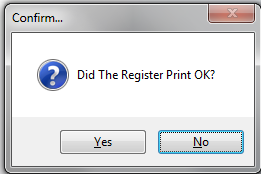 Confirm...
Did The Register Print OK?
Yes
No